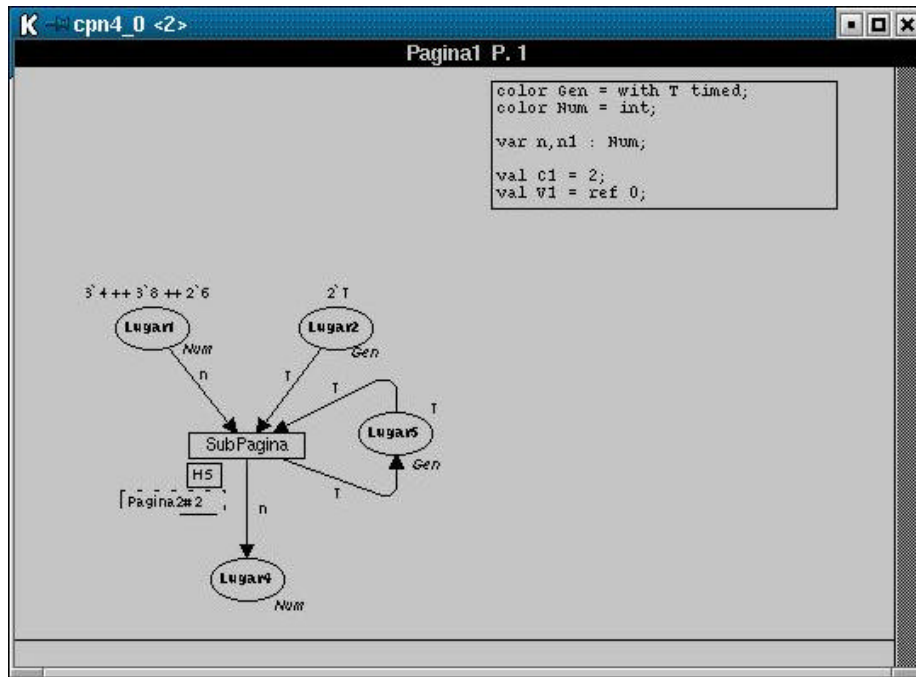 K cpn4_0 <2>
Pagina1 P. 1
color Gen = with T timed;
color Num = int;
var n,n1 : Num;
val C1 = 2;
val V1 = ref 0;
3`4 ++ 3`8 ++ 2`6
2`T
Lugar1
Num
Lugar2
Gen
n
T
T
T
Lugar5
Gen
SubPagina
HS
Pagina2#2
T
n
Lugar4
Num